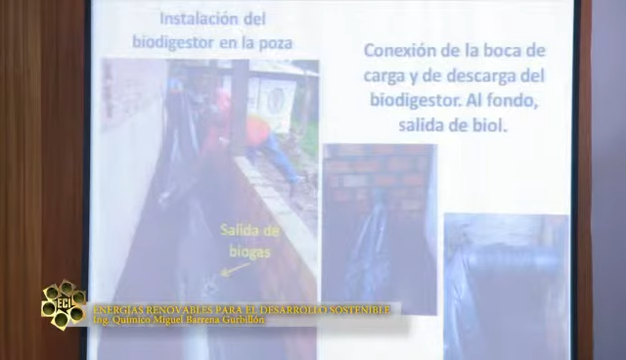 Instalación del
biodigestor en la poza
Conexión de la boca de
carga y de descarga del
biodigestor. Al fondo,
salida de biol.
Salida de
biogas
ECI
ENERGÍAS RENOVABLES PARA EL DESARROLLO SOSTENIBLE
Ing. Químico Miguel Barrena Gurbillón